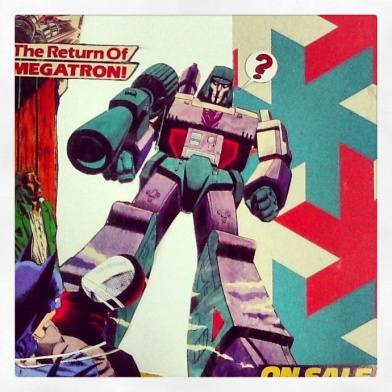 The Return Of
MEGATRON!
?
ON SALE